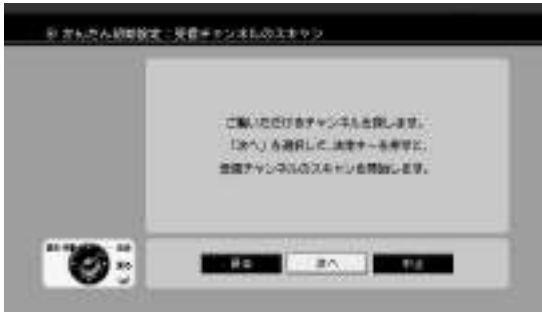 かんたん初期設定：受信チャンネルのスキャン
ご覧いただけるチャンネルを探します。
「次へ」を選択して、決定キーを押すと、
受信チャンネルのスキャンを開始します。
次へ
中止